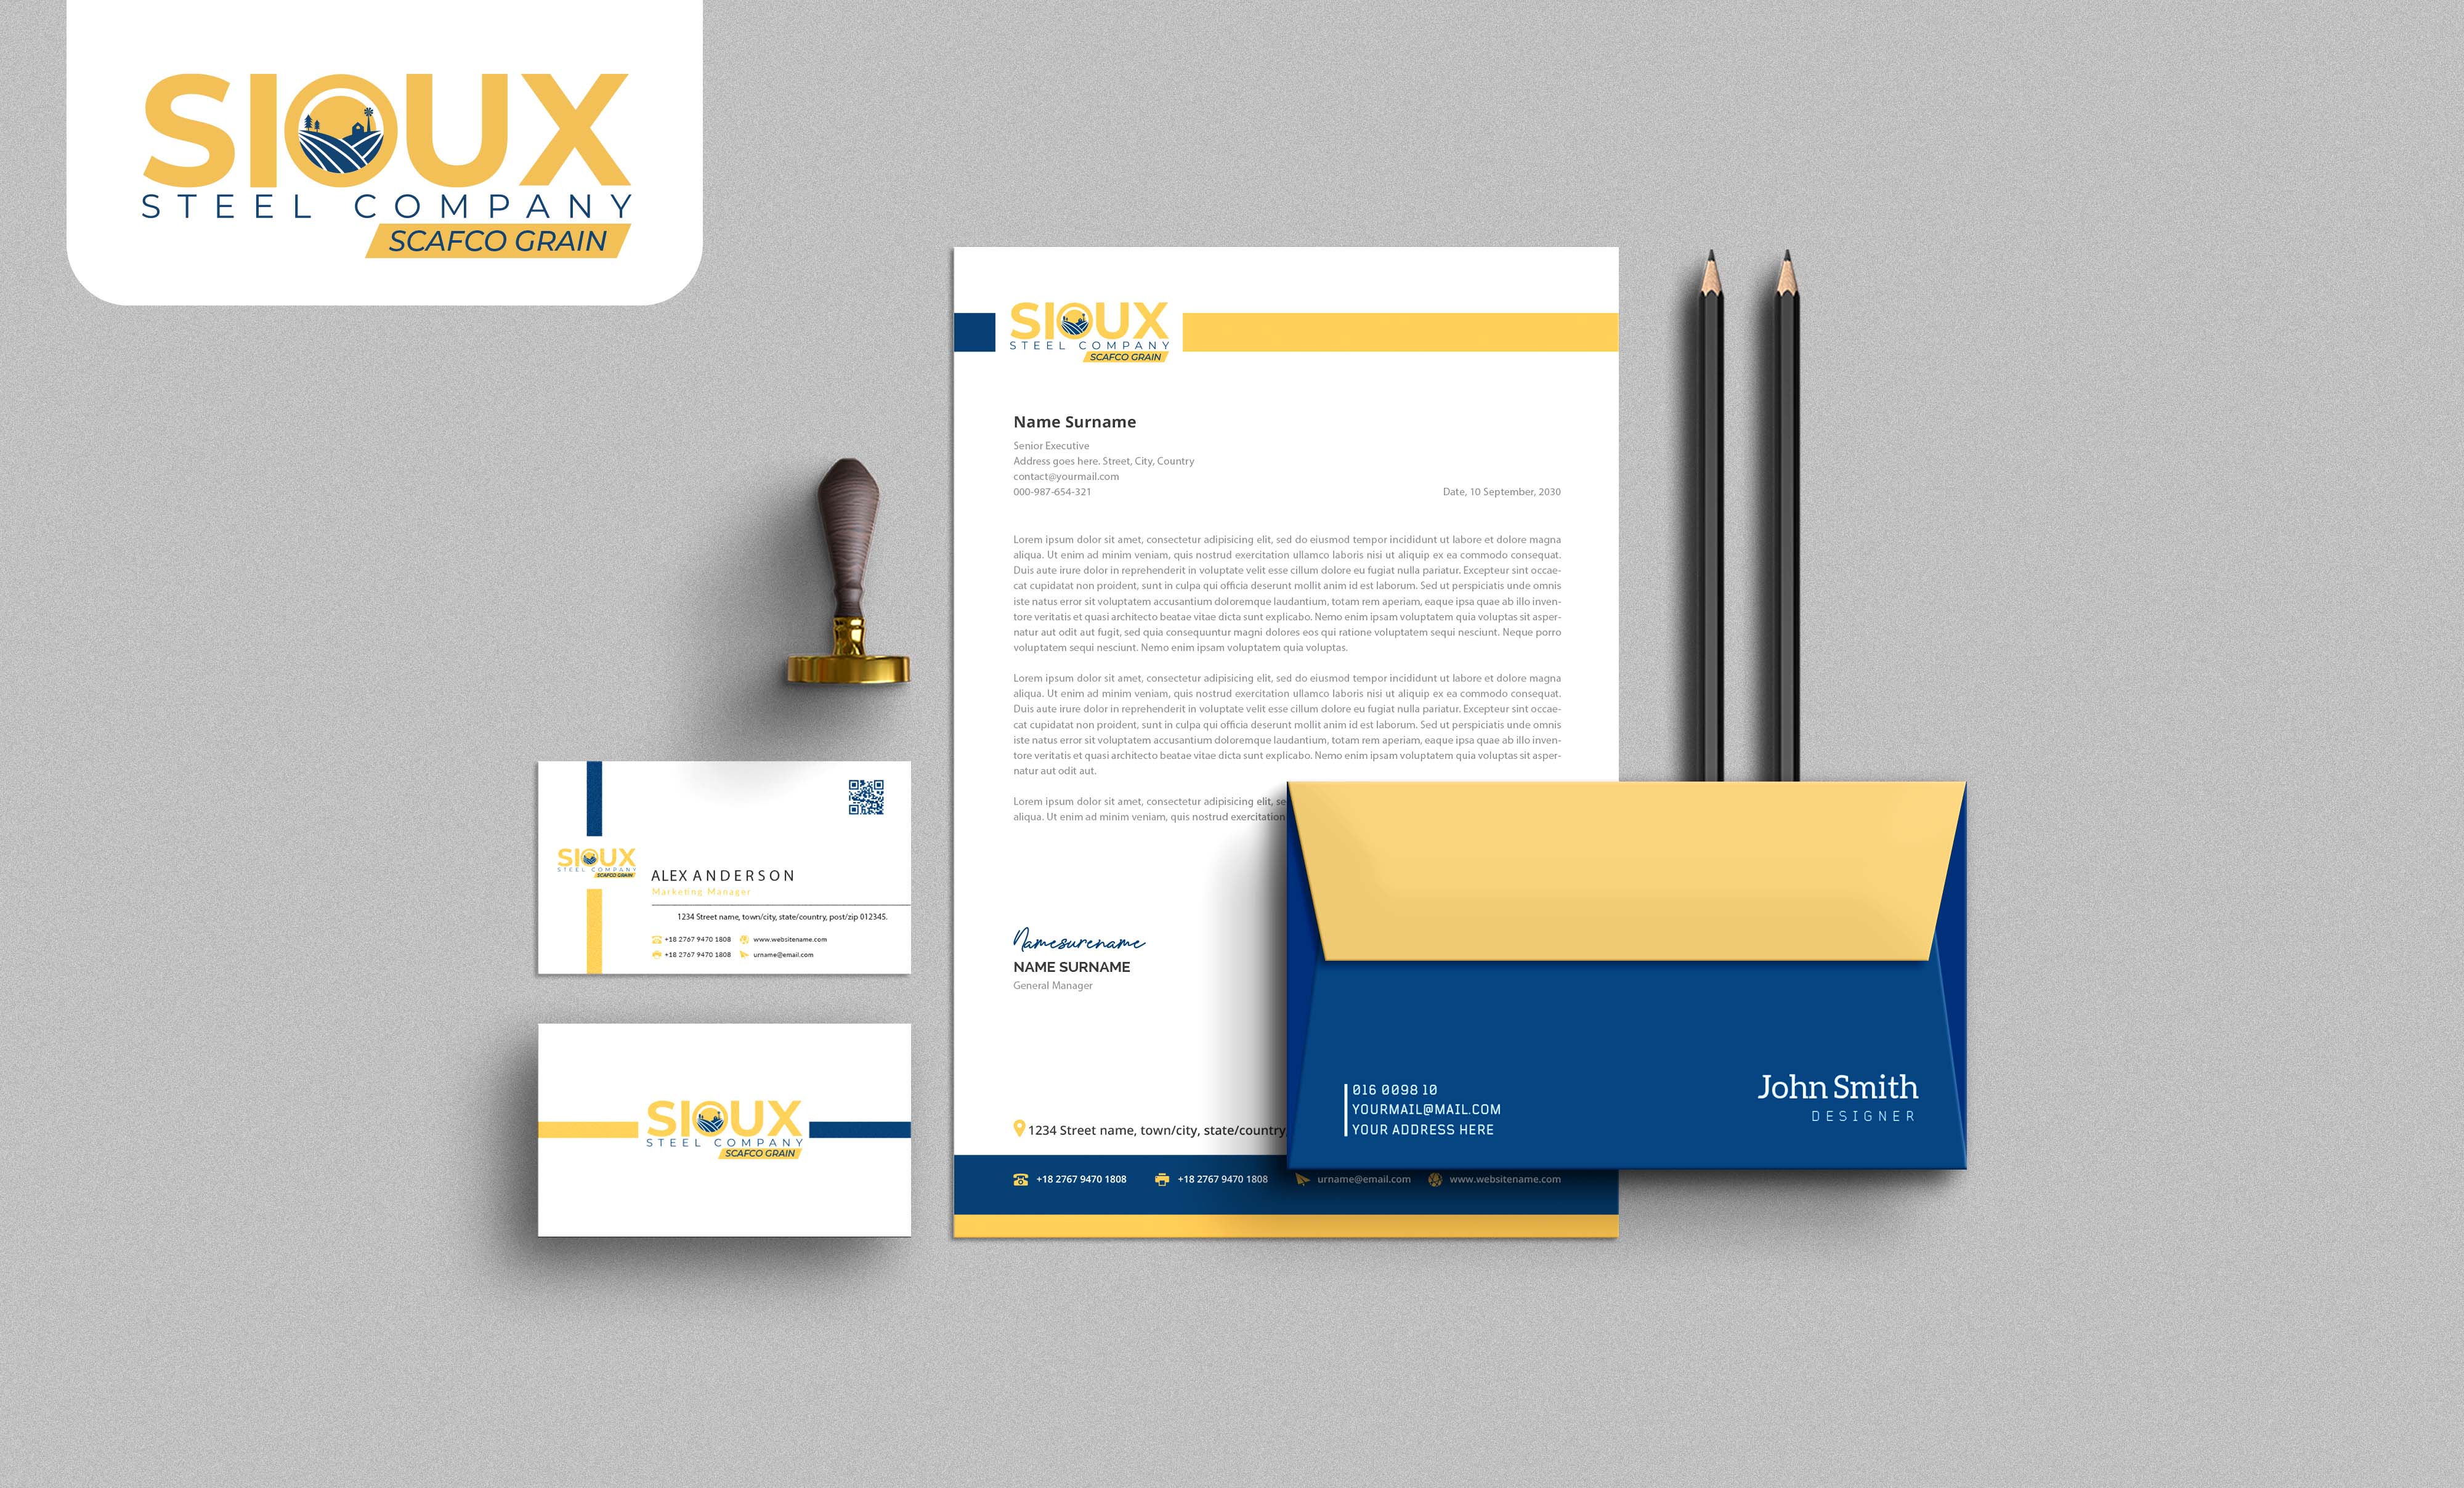 SIOUX
STEEL COMPANY
SCAFCO GRAIN
SIOUX
STEEL COMPANY
SCAFCO GRAIN
Name Surname
Senior Executive
Address goes here. Street, City, Country
contact@yourmail.com
000-987-654-321
Date, 10 September, 2030
Lorem ipsum dolor sit amet, consectetur adipisicing elit, sed do eiusmod tempor incididunt ut labore et dolore magna
aliqua. Ut enim ad minim veniam, quis nostrud exercitation ullamco laboris nisi ut aliquip ex ea commodo consequat.
Duis aute irure dolor in reprehenderit in voluptate velit esse cillum dolore eu fugiat nulla pariatur. Excepteur sint occae-
cat cupidatat non proident, sunt in culpa qui officia deserunt mollit anim id est laborum. Sed ut perspiciatis unde omnis
iste natus error sit voluptatem accusantium doloremque laudantium, totam rem aperiam, eaque ipsa quae ab illo inven-
tore veritatis et quasi architecto beatae vitae dicta sunt explicabo. Nemo enim ipsam voluptatem quia voluptas sit asper-
natur aut odit aut fugit, sed quia consequuntur magni dolores eos qui ratione voluptatem sequi nesciunt. Neque porro
voluptatem sequi nesciunt. Nemo enim ipsam voluptatem quia voluptas.
Lorem ipsum dolor sit amet, consectetur adipisicing elit, sed do eiusmod tempor incididunt ut labore et dolore magna
aliqua. Ut enim ad minim veniam, quis nostrud exercitation ullamco laboris nisi ut aliquip ex ea commodo consequat.
Duis aute irure dolor in reprehenderit in voluptate velit esse cillum dolore eu fugiat nulla pariatur. Excepteur sint occae-
cat cupidatat non proident, sunt in culpa qui officia deserunt mollit anim id est laborum. Sed ut perspiciatis unde omnis
iste natus error sit voluptatem accusantium doloremque laudantium, totam rem aperiam, eaque ipsa quae ab illo inven-
tore veritatis et quasi architecto beatae vitae dicta sunt explicabo. Nemo enim ipsam voluptatem quia voluptas sit asper-
natur aut odit aut.
Lorem ipsum dolor sit amet, consectetur adipisicing elit, se
aliqua. Ut enim ad minim veniam, quis nostrud exercitation
Namesurename
NAME SURNAME
General Manager
1234 Street name, town/city, state/country
+18 2767 9470 1808
+18 2767 9470 1808
urname@email.com
www.websitename.com
SIOUX
STEEL COMPANY
SCAFCO GRAIN
ALEX ANDERSON
Marketing Manager
1234 Street name, town/city, state/country, post/zip 012345.
+18 2767 9470 1808
www.websitename.com
+18 2767 9470 1808
urname@email.com
SIOUX
STEEL COMPANY
SCAFCO GRAIN
016 0098 10
YOURMAIL@MAIL.COM
YOUR ADDRESS HERE
John Smith
DESIGNER